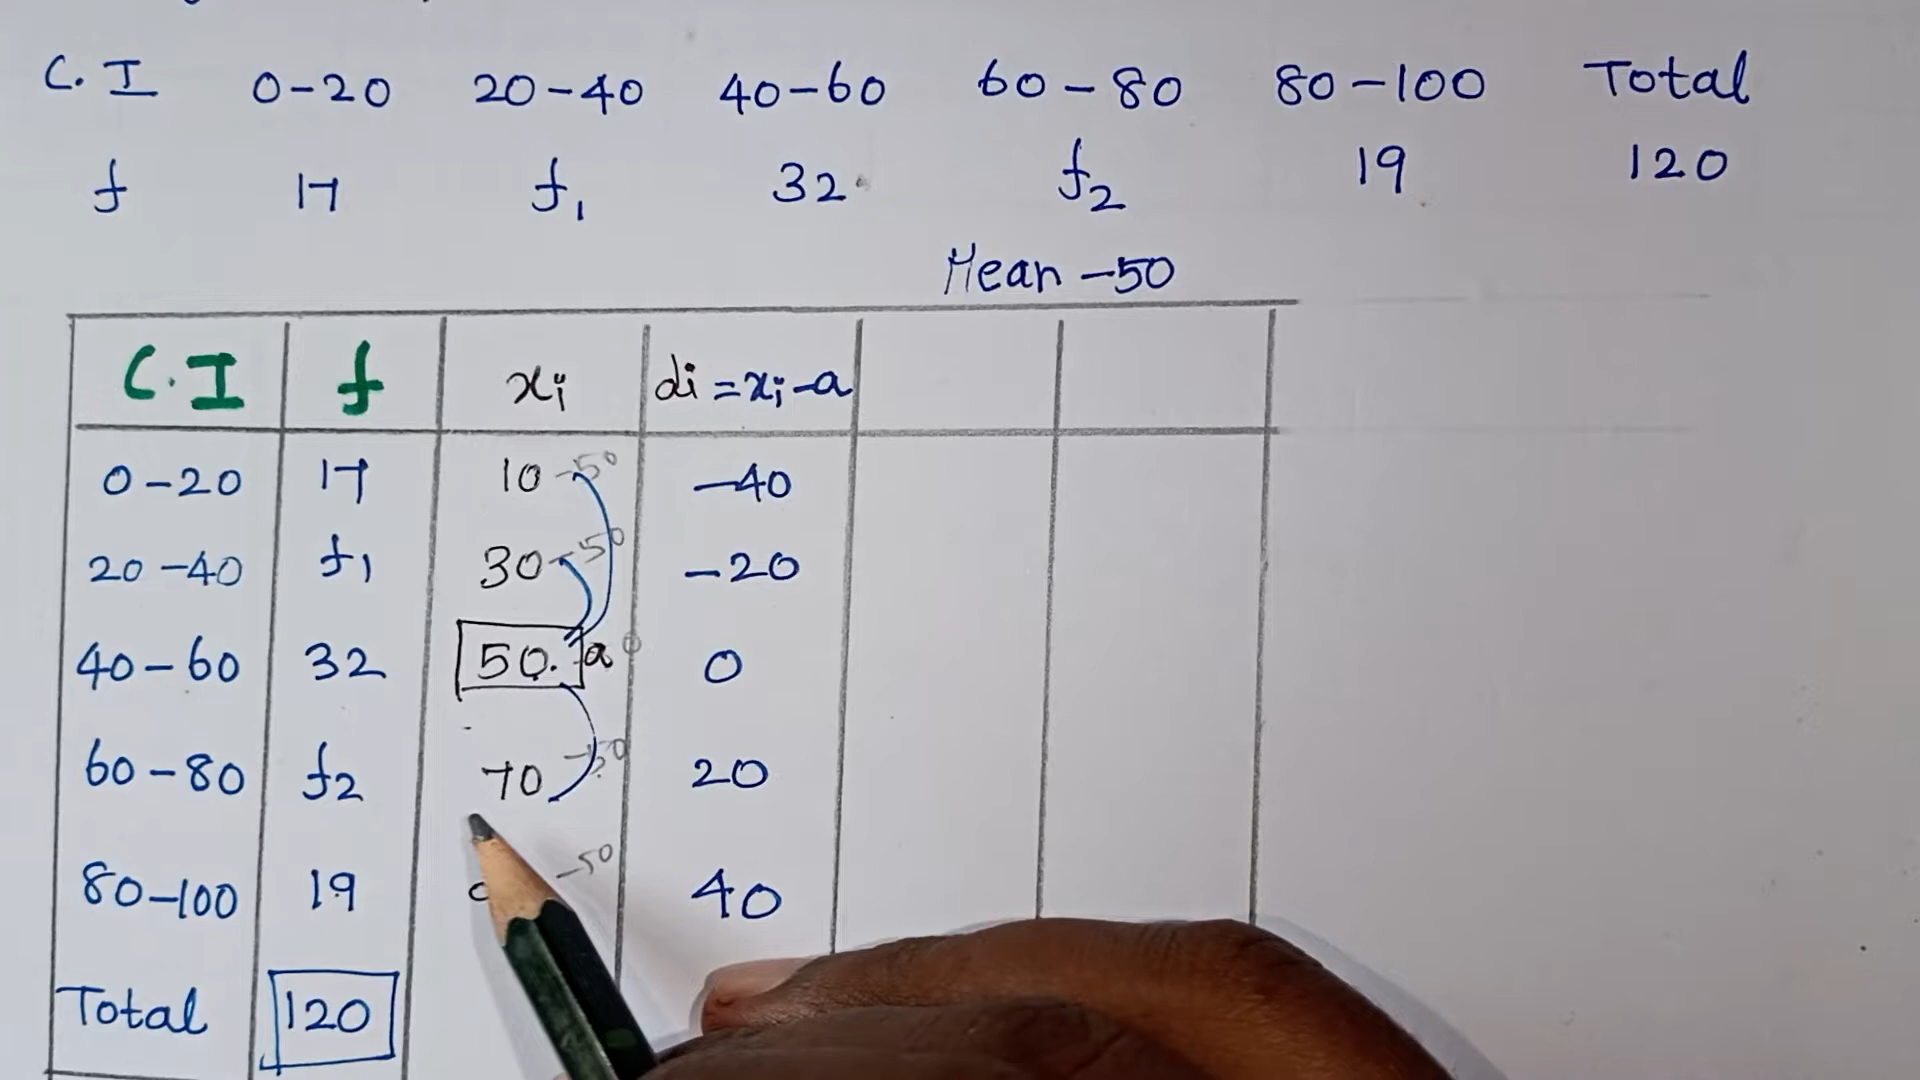 C.I 0-20 20-40 40-60 60-80 80-100 Total
f 17 f₁ 32 f₂ 19 120
Mean -50
C.I f xᵢ dᵢ=xᵢ-a
0-20 17 10 -50 -40
20-40 f₁ 30 -50 -20
40-60 32 50. a 0
60-80 f₂ 70 -50 20
80-100 19 -50 40
Total 120